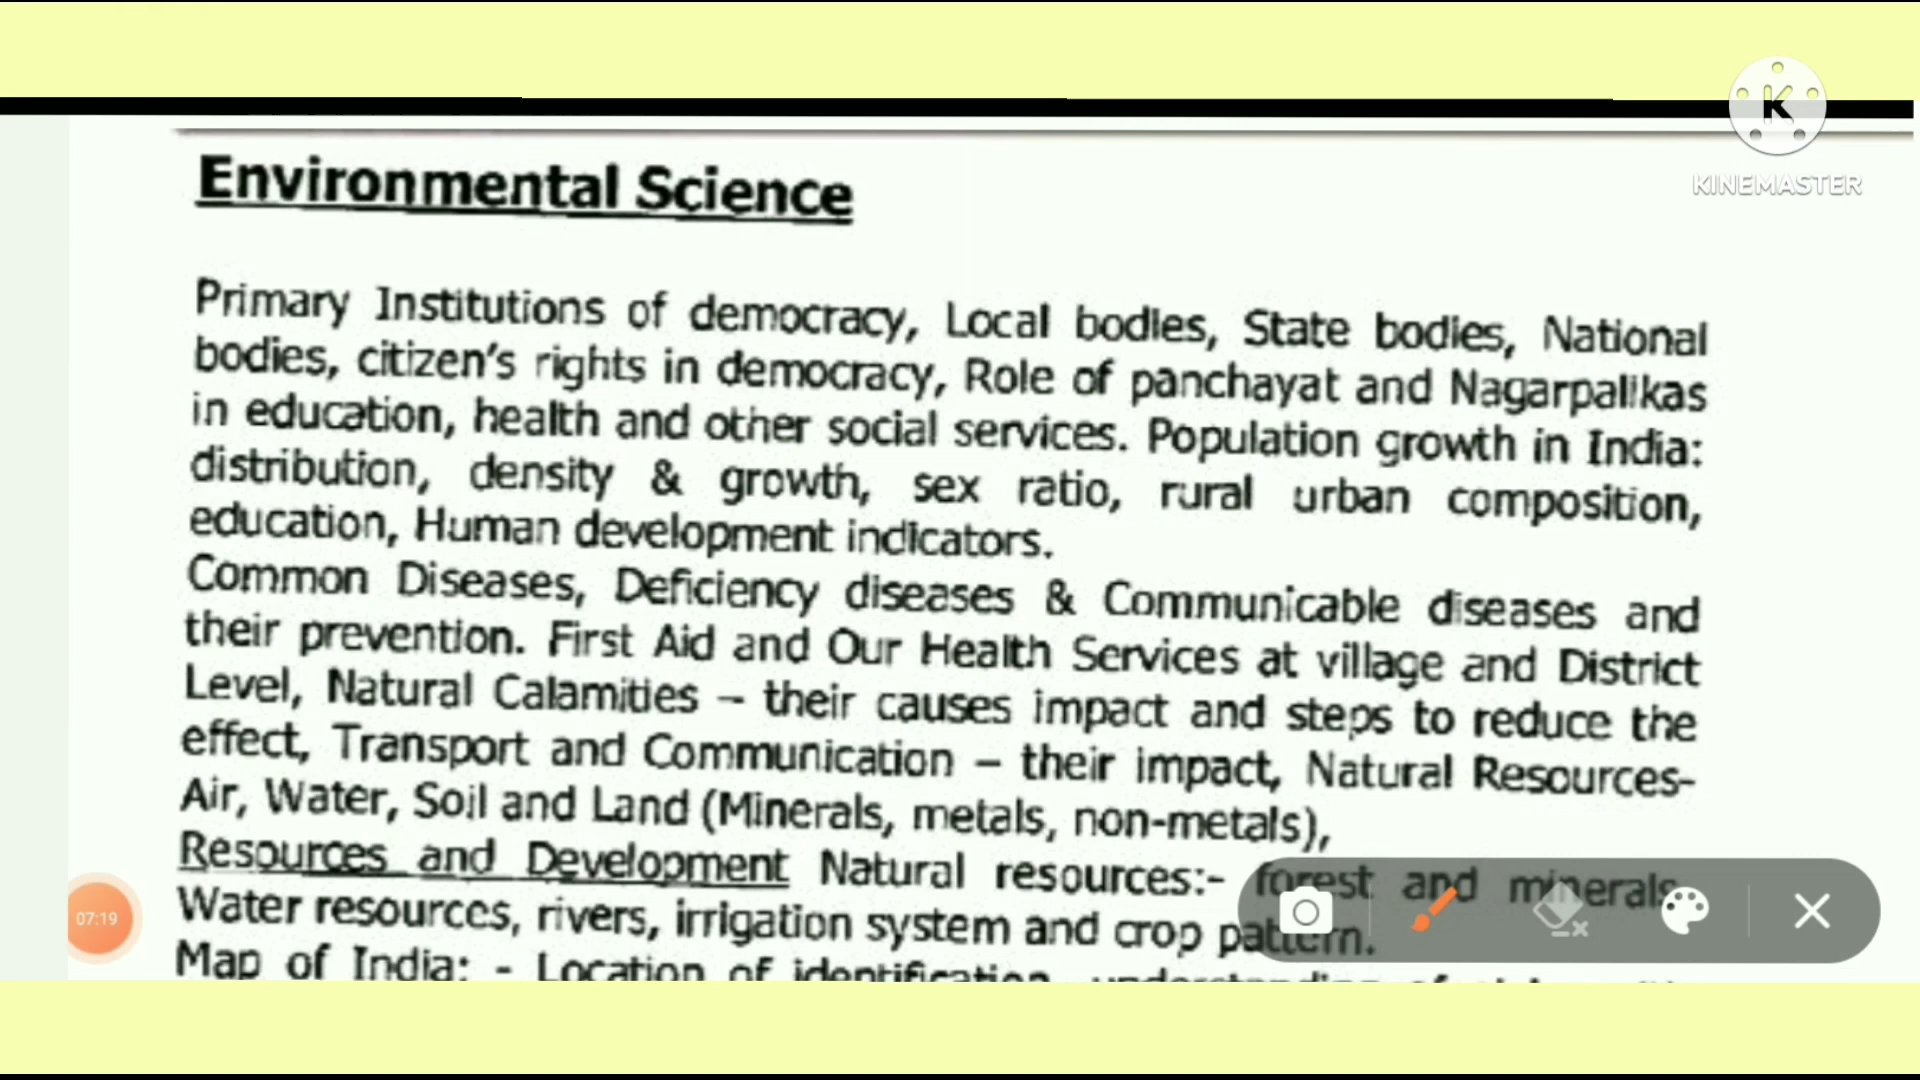 K
KINEMASTER
Environmental Science
Primary Institutions of democracy, Local bodies, State bodies, National
bodies, citizen's rights in democracy, Role of panchayat and Nagarpalikas
in education, health and other social services. Population growth in India:
distribution, density & growth, sex ratio, rural urban composition,
education, Human development indicators.
Common Diseases, Deficiency diseases & Communicable diseases and
their prevention. First Aid and Our Health Services at village and District
Level, Natural Calamities – their causes impact and steps to reduce the
effect, Transport and Communication – their impact, Natural Resources-
Air, Water, Soil and Land (Minerals, metals, non-metals),
Resources and Development Natural resources:- forest and minerals
Water resources, rivers, irrigation system and crop pattern.
Map of India: - Location of identification, understanding of
07:19